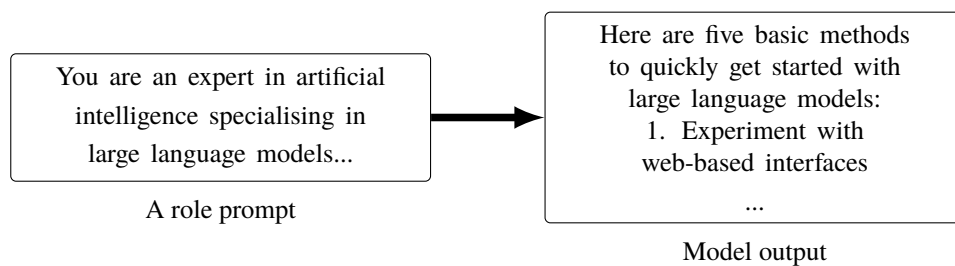 You are an expert in artificial
intelligence specialising in
large language models...
A role prompt
Here are five basic methods
to quickly get started with
large language models:
1. Experiment with
web-based interfaces
...
Model output